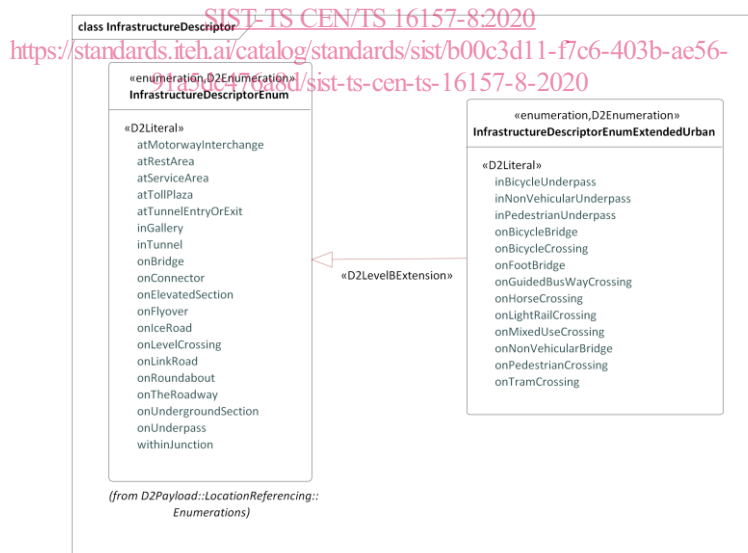 SIST-TS CEN/TS 16157-8:2020
class InfrastructureDescriptor
https://standards.iteh.ai/catalog/standards/sist/b00c3d11-f7c6-403b-ae56-
91a5de476a8d/sist-ts-cen-ts-16157-8-2020
«enumeration,D2Enumeration»
InfrastructureDescriptorEnum
«D2Literal»
atMotorwayInterchange
atRestArea
atServiceArea
atTollPlaza
atTunnelEntryOrExit
inGallery
inTunnel
onBridge
onConnector
onElevatedSection
onFlyover
onIceRoad
onLevelCrossing
onLinkRoad
onRoundabout
onTheRoadway
onUndergroundSection
onUnderpass
withinJunction
(from D2Payload::LocationReferencing::
Enumerations)
«D2LevelBExtension»
«enumeration,D2Enumeration»
InfrastructureDescriptorEnumExtendedUrban
«D2Literal»
inBicycleUnderpass
inNonVehicularUnderpass
inPedestrianUnderpass
onBicycleBridge
onBicycleCrossing
onFootBridge
onGuidedBusWayCrossing
onHorseCrossing
onLightRailCrossing
onMixedUseCrossing
onNonVehicularBridge
onPedestrianCrossing
onTramCrossing